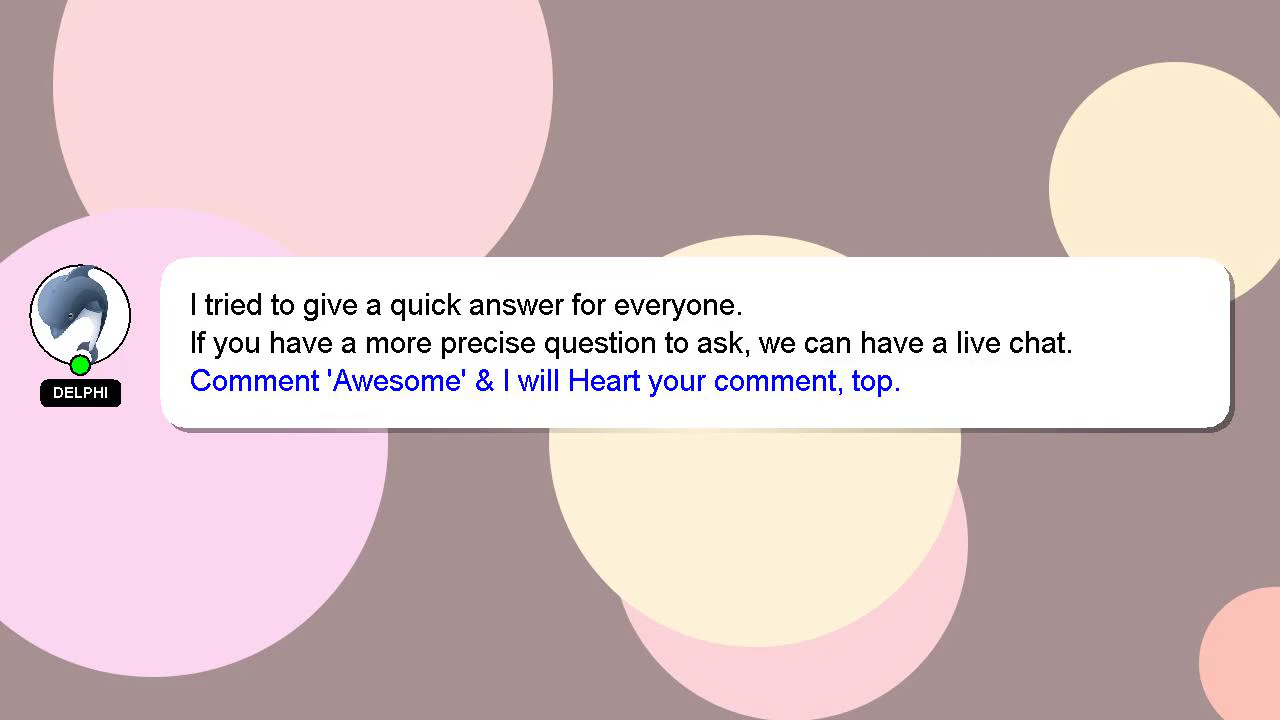 I tried to give a quick answer for everyone.
If you have a more precise question to ask, we can have a live chat.
Comment 'Awesome' & I will Heart your comment, top.
DELPHI